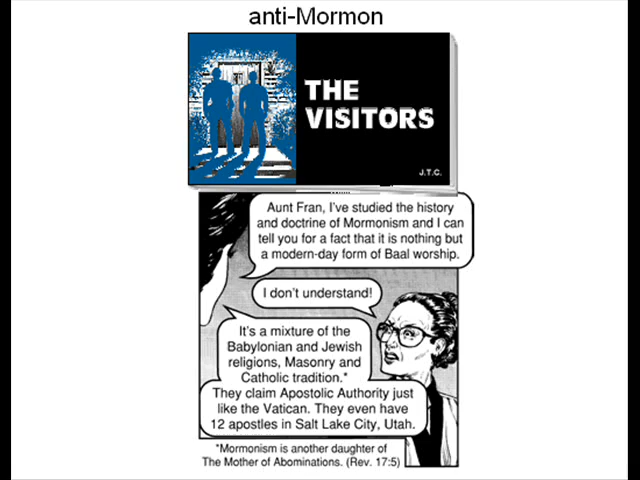 anti-Mormon
THE
VISITORS
J.T.C.
Aunt Fran, I've studied the history
and doctrine of Mormonism and I can
tell you for a fact that it is nothing but
a modern-day form of Baal worship.
I don't understand!
It's a mixture of the
Babylonian and Jewish
religions, Masonry and
Catholic tradition.*
They claim Apostolic Authority just
like the Vatican. They even have
12 apostles in Salt Lake City, Utah.
*Mormonism is another daughter of
The Mother of Abominations. (Rev. 17:5)